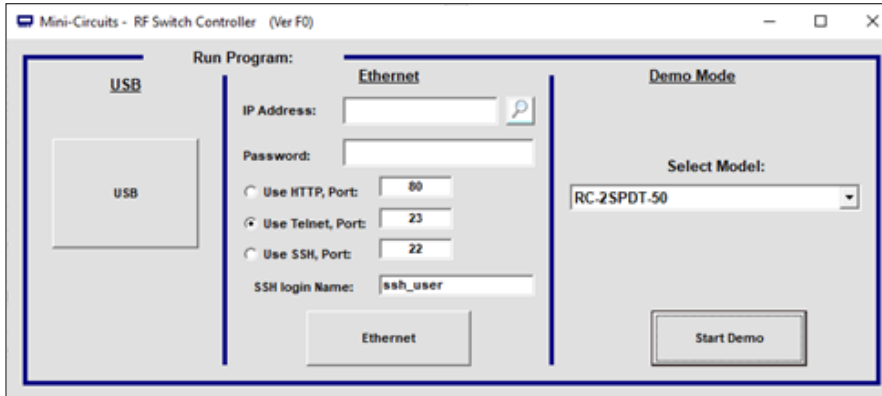 Mini-Circuits - RF Switch Controller (Ver F0)
Run Program:
USB
USB
Ethernet
IP Address:
Password:
Use HTTP, Port: 80
Use Telnet, Port: 23
Use SSH, Port: 22
SSH login Name: ssh_user
Ethernet
Demo Mode
Select Model:
RC-2SPDT-50
Start Demo